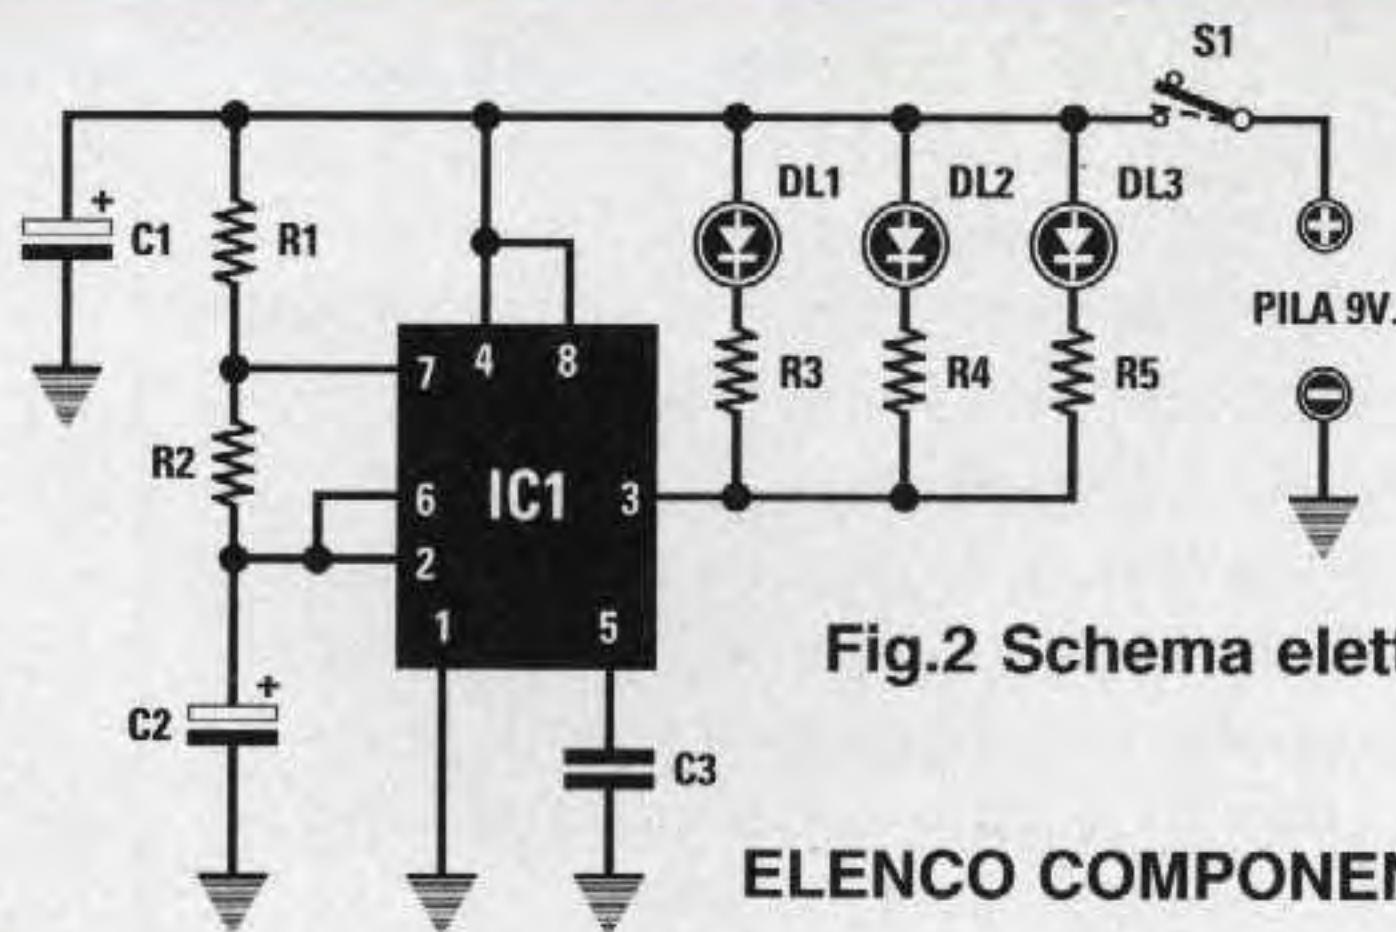 S1
DL1 DL2 DL3
+ C1 R1
PILA 9V.
7 4 8 R3 R4 R5
R2
6 IC1 3
2
1 5
Fig.2 Schema elett
+ C2
C3
ELENCO COMPONEN